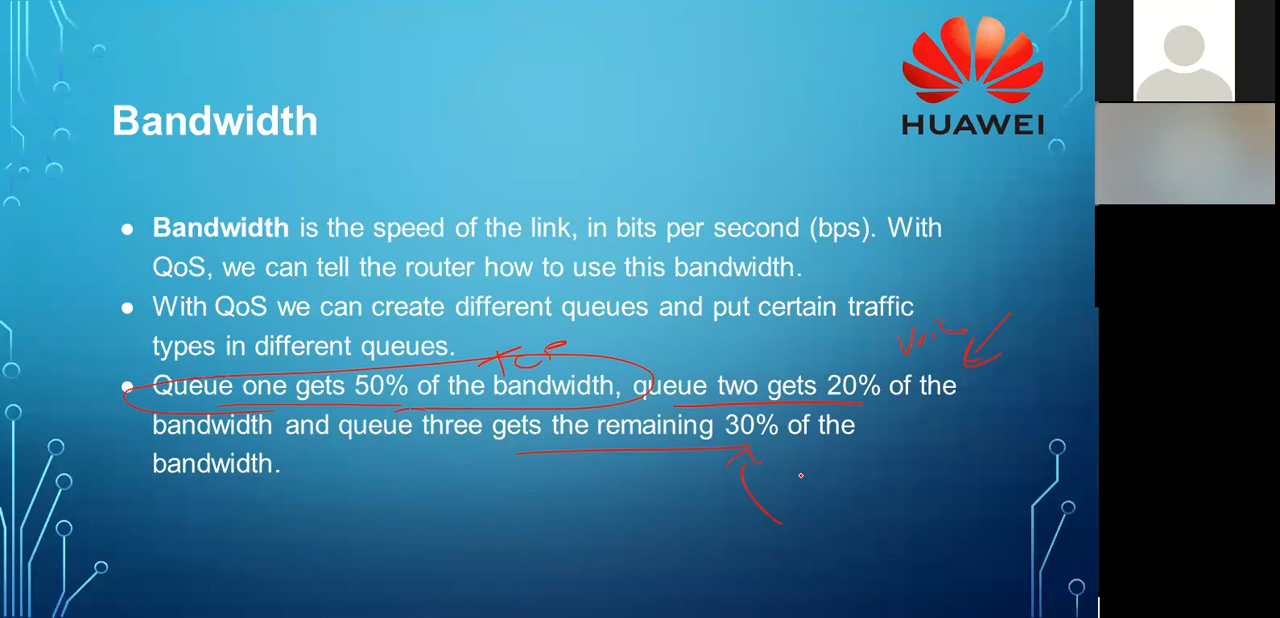 HUAWEI
Bandwidth
● Bandwidth is the speed of the link, in bits per second (bps). With
QoS, we can tell the router how to use this bandwidth.
● With QoS we can create different queues and put certain traffic
types in different queues.
TCP
● Queue one gets 50% of the bandwidth, queue two gets 20% of the
bandwidth and queue three gets the remaining 30% of the
bandwidth.